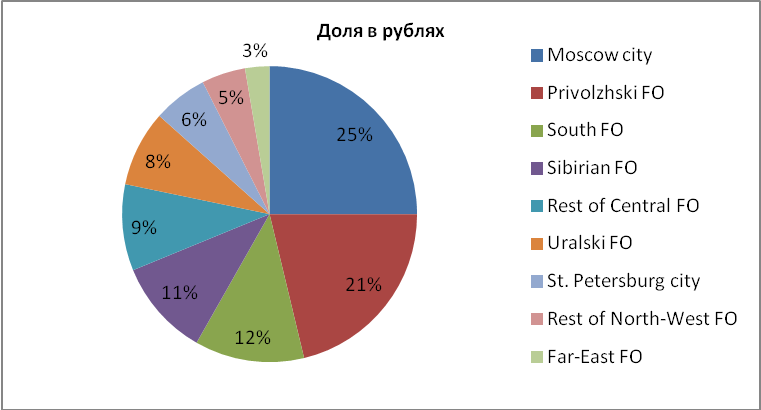 Доля в рублях
3%
5%
6%
8%
9%
11%
12%
21%
25%
Moscow city
Privolzhski FO
South FO
Sibirian FO
Rest of Central FO
Uralski FO
St. Petersburg city
Rest of North-West FO
Far-East FO